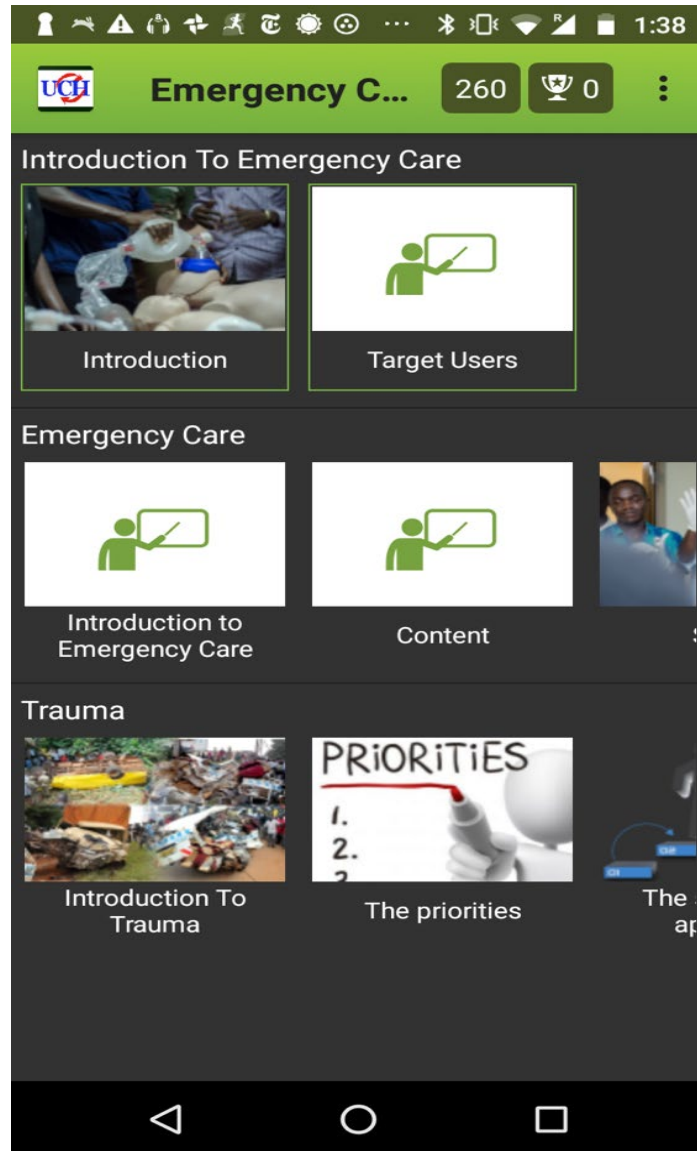 1:38
UCH
Emergency C...
260
0
Introduction To Emergency Care
Introduction
Target Users
Emergency Care
Introduction to
Emergency Care
Content
Trauma
PRiORiTiES
1.
2.
Introduction To
Trauma
The priorities
The